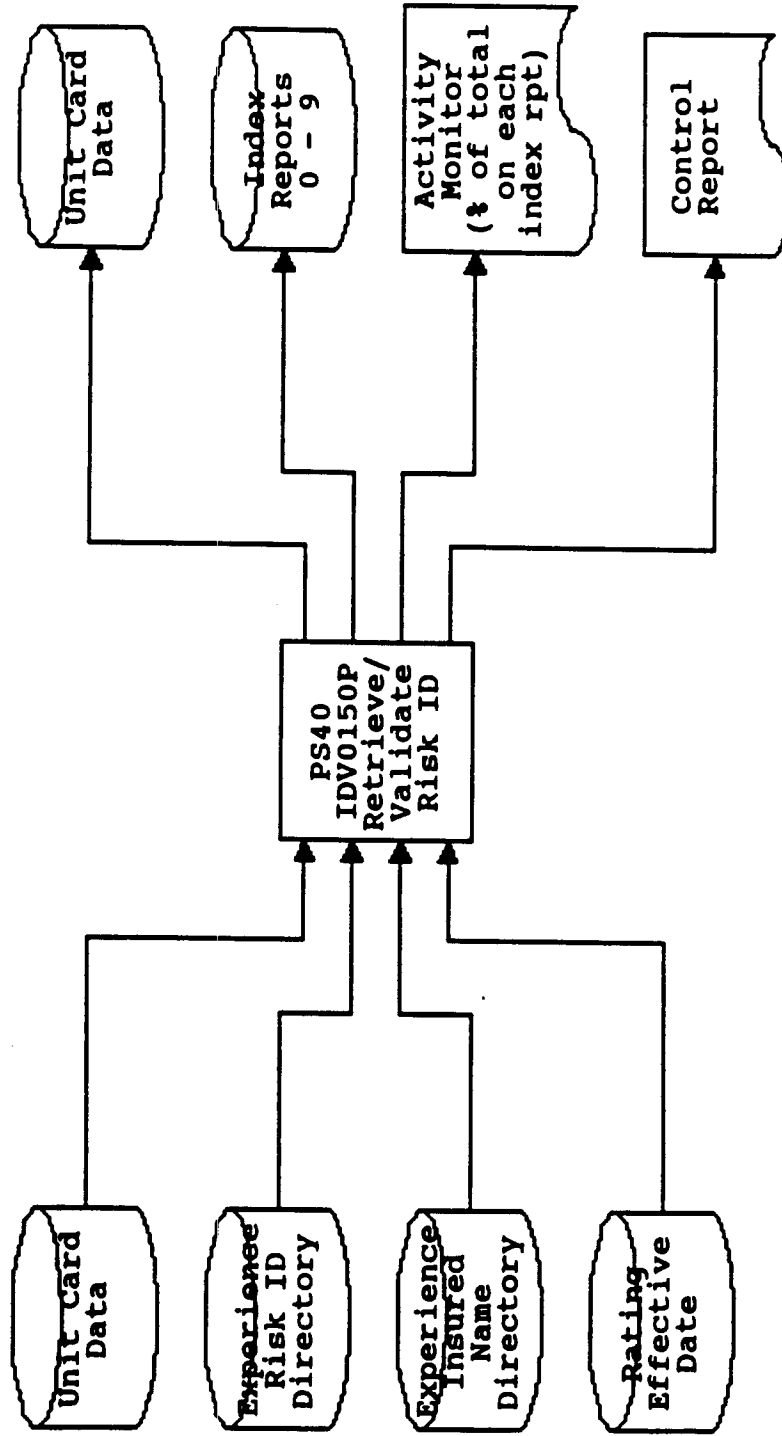 Unit Card
Data
Experience
Risk ID
Directory
Experience
Insured
Name
Directory
Rating
Effective
Date
PS40
IDV0150P
Retrieve/
Validate
Risk ID
Unit Card
Data
Index
Reports
0 - 9
Activity
Monitor
(% of total
on each
index rpt)
Control
Report